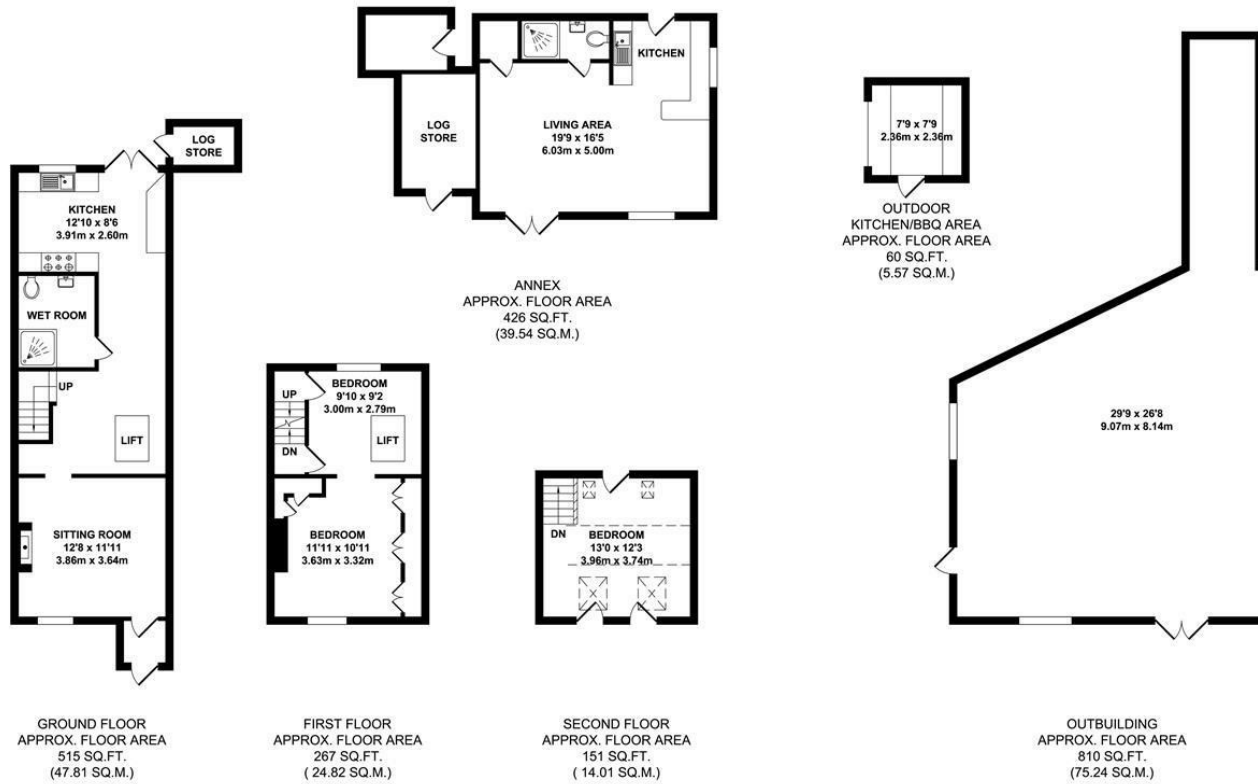 LOG
STORE
KITCHEN
12'10 x 8'6
3.91m x 2.60m
WET ROOM
UP
LIFT
SITTING ROOM
12'8 x 11'11
3.86m x 3.64m
GROUND FLOOR
APPROX. FLOOR AREA
515 SQ.FT.
(47.81 SQ.M.)
KITCHEN
LOG
STORE
LIVING AREA
19'9 x 16'5
6.03m x 5.00m
ANNEX
APPROX. FLOOR AREA
426 SQ.FT.
(39.54 SQ.M.)
UP
BEDROOM
9'10 x 9'2
3.00m x 2.79m
LIFT
DN
BEDROOM
11'11 x 10'11
3.63m x 3.32m
FIRST FLOOR
APPROX. FLOOR AREA
267 SQ.FT.
( 24.82 SQ.M.)
DN
BEDROOM
13'0 x 12'3
3.96m x 3.74m
SECOND FLOOR
APPROX. FLOOR AREA
151 SQ.FT.
( 14.01 SQ.M.)
7'9 x 7'9
2.36m x 2.36m
OUTDOOR
KITCHEN/BBQ AREA
APPROX. FLOOR AREA
60 SQ.FT.
(5.57 SQ.M.)
29'9 x 26'8
9.07m x 8.14m
OUTBUILDING
APPROX. FLOOR AREA
810 SQ.FT.
(75.24 SQ.M.)